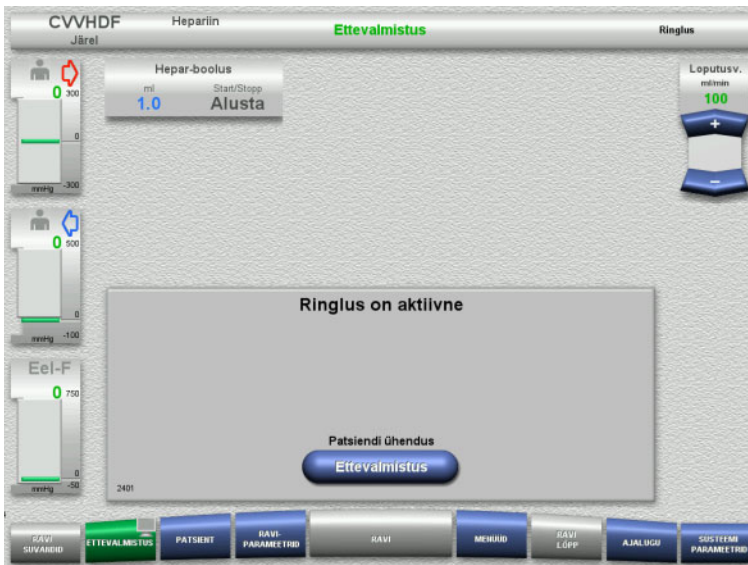 CVVHDF
Järel
Hepariin
Ettevalmistus
Ringlus
0 300
0
mmHg -300
Hepar-boolus
ml Start/Stopp
1.0 Alusta
Loputusv.
ml/min
100
+
−
0 500
0
mmHg -100
Eel-F
0 750
0
mmHg -50
Ringlus on aktiivne
Patsiendi ühendus
Ettevalmistus
2401
RAVI
SUVANDID
ETTEVALMISTUS
PATSIENT
RAVI-
PARAMEETRID
RAVI
MENÜÜD
RAVI
LÕPP
AJALUGU
SÜSTEEMI
PARAMEETRID